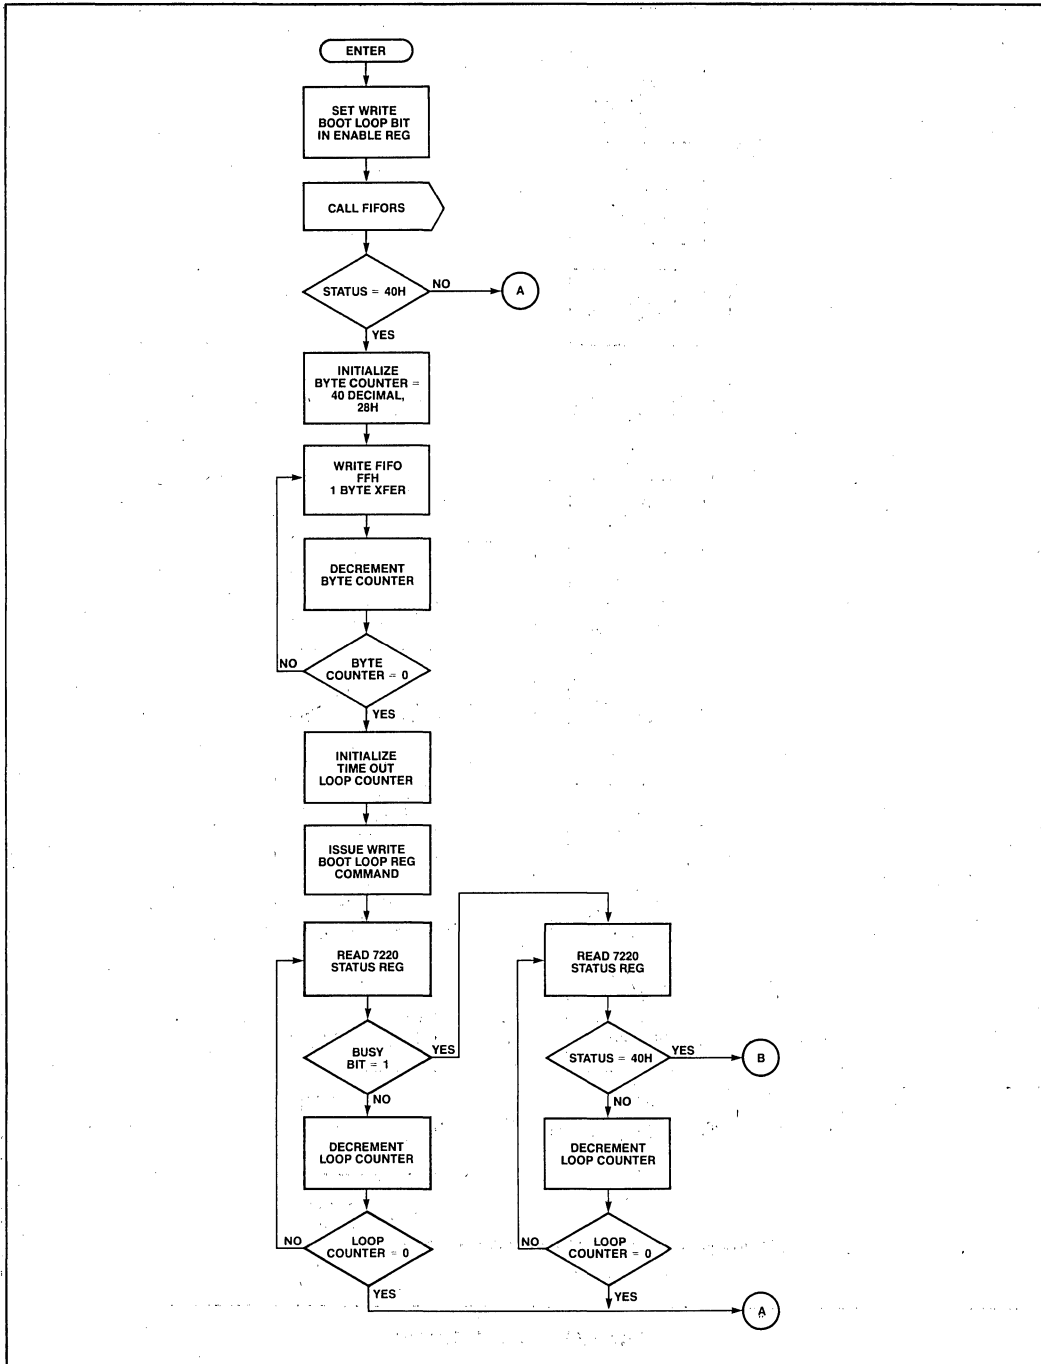 ENTER
SET WRITE
BOOT LOOP BIT
IN ENABLE REG
CALL FIFORS
STATUS = 40H
NO
A
YES
INITIALIZE
BYTE COUNTER =
40 DECIMAL,
28H
WRITE FIFO
FFH
1 BYTE XFER
DECREMENT
BYTE COUNTER
BYTE
COUNTER = 0
NO
YES
INITIALIZE
TIME OUT
LOOP COUNTER
ISSUE WRITE
BOOT LOOP REG
COMMAND
READ 7220
STATUS REG
BUSY
BIT = 1
YES
NO
DECREMENT
LOOP COUNTER
LOOP
COUNTER = 0
NO
YES
READ 7220
STATUS REG
STATUS = 40H
YES
B
NO
DECREMENT
LOOP COUNTER
LOOP
COUNTER = 0
NO
YES
A